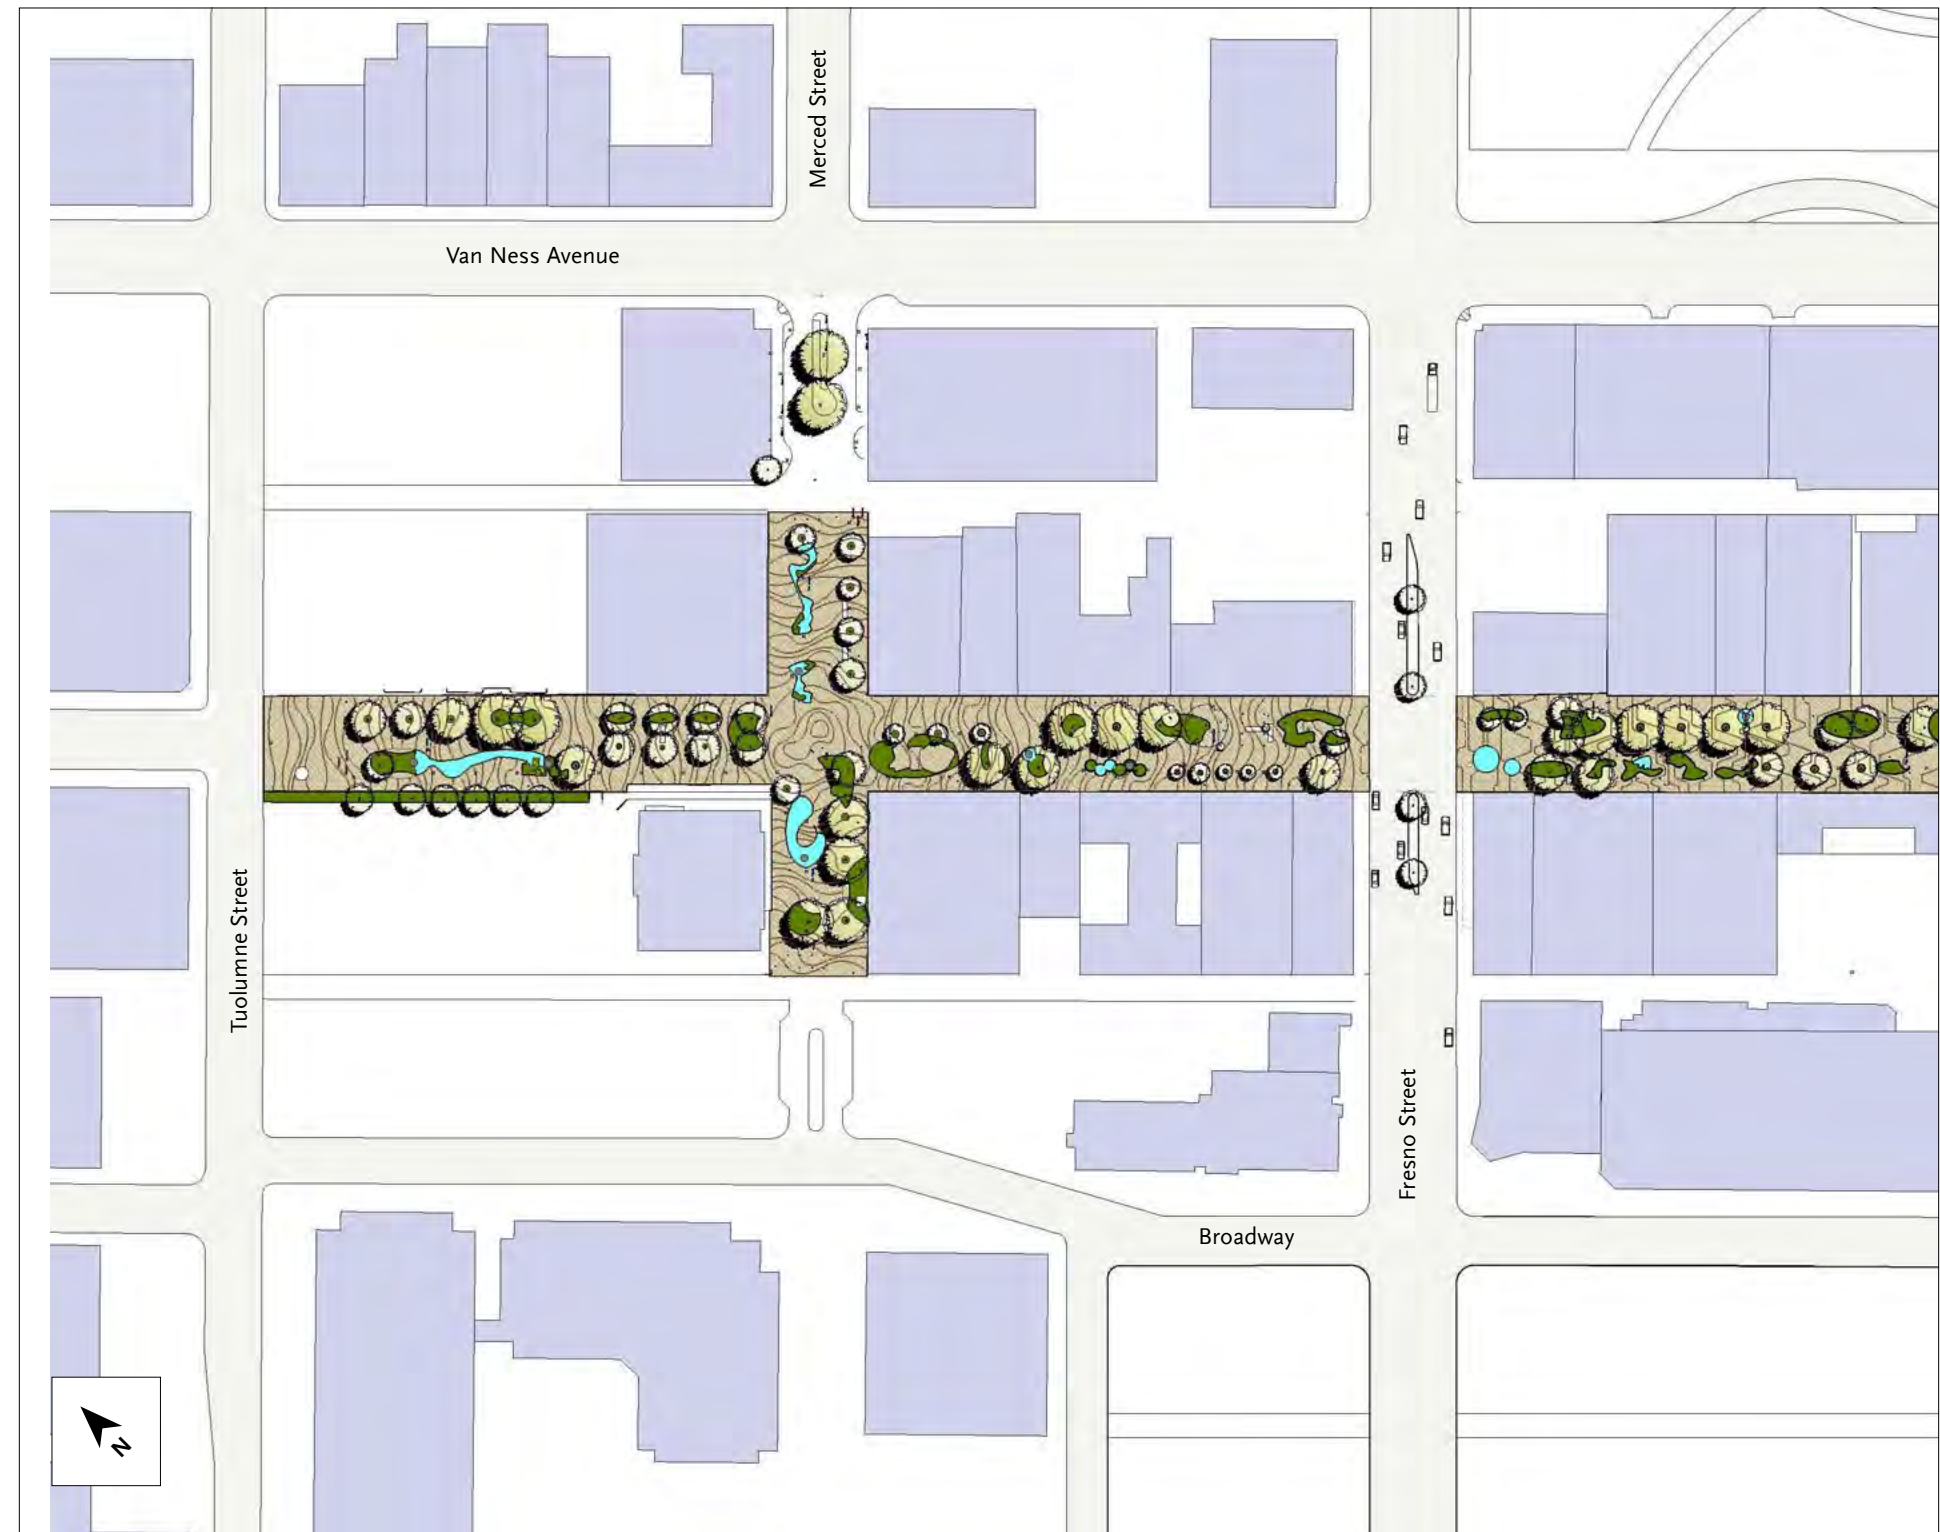 Merced Street
Van Ness Avenue
Tuolumne Street
Fresno Street
Broadway
N